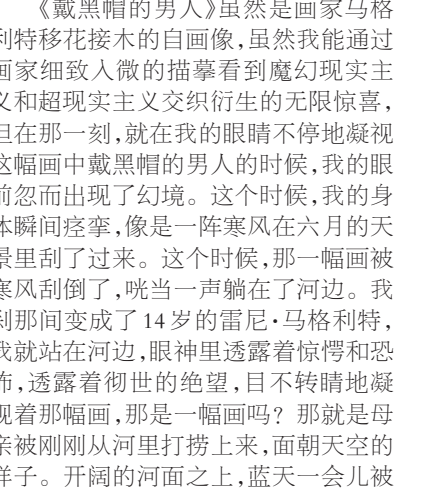 《戴黑帽的男人》虽然是画家马格
利特移花接木的自画像,虽然我能通过
画家细致入微的描摹看到魔幻现实主
义和超现实主义交织衍生的无限惊喜,
但在那一刻,就在我的眼睛不停地凝视
这幅画中戴黑帽的男人的时候,我的眼
前忽而出现了幻境。这个时候,我的身
体瞬间痉挛,像是一阵寒风在六月的天
景里刮了过来。这个时候,那一幅画被
寒风刮倒了,咣当一声躺在了河边。我
刹那间变成了14岁的雷尼·马格利特,
我就站在河边,眼神里透露着惊愕和恐
怖,透露着彻世的绝望,目不转睛地凝
视着那幅画,那是一幅画吗?那就是母
亲被刚刚从河里打捞上来,面朝天空的
样子。开阔的河面之上,蓝天一会儿被